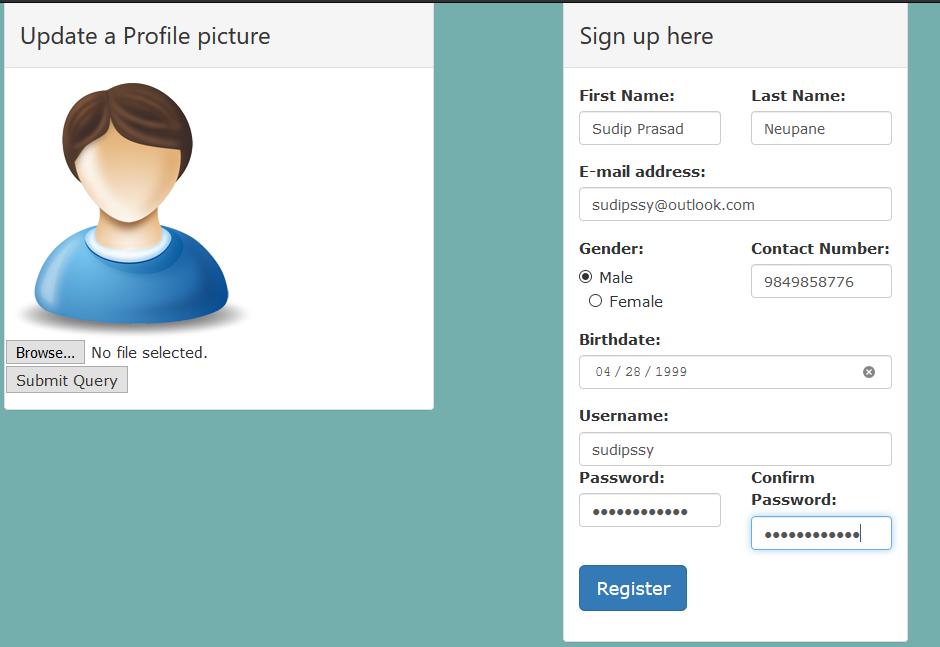 Update a Profile picture
Browse... No file selected.
Submit Query
Sign up here
First Name: Last Name:
Sudip Prasad Neupane
E-mail address:
sudipssy@outlook.com
Gender: Contact Number:
Male 9849858776
Female
Birthdate:
04 / 28 / 1999
Username:
sudipssy
Password: Confirm Password:
•••••••••••• ••••••••••••
Register